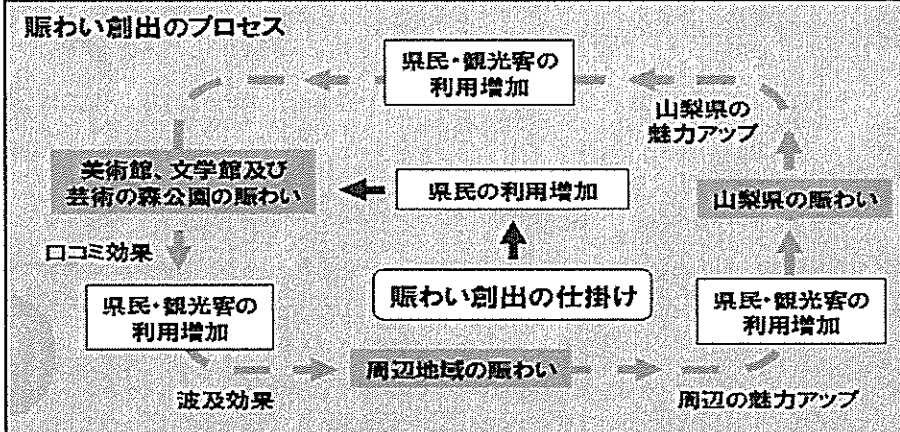 賑わい創出のプロセス
県民・観光客の
利用増加
山梨県の
魅力アップ
美術館、文学館及び
芸術の森公園の賑わい
県民の利用増加
山梨県の賑わい
口コミ効果
賑わい創出の仕掛け
県民・観光客の
利用増加
県民・観光客の
利用増加
周辺地域の賑わい
波及効果
周辺の魅力アップ